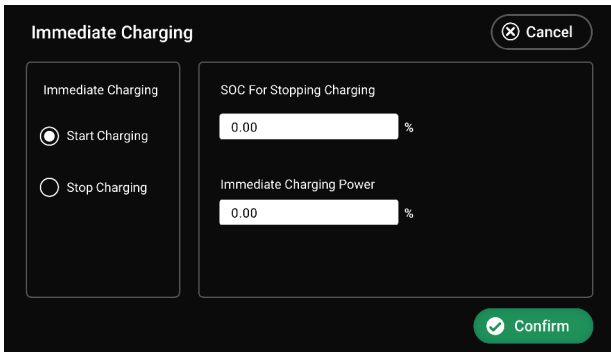 Immediate Charging
Cancel
Immediate Charging
Start Charging
Stop Charging
SOC For Stopping Charging
0.00 %
Immediate Charging Power
0.00 %
Confirm